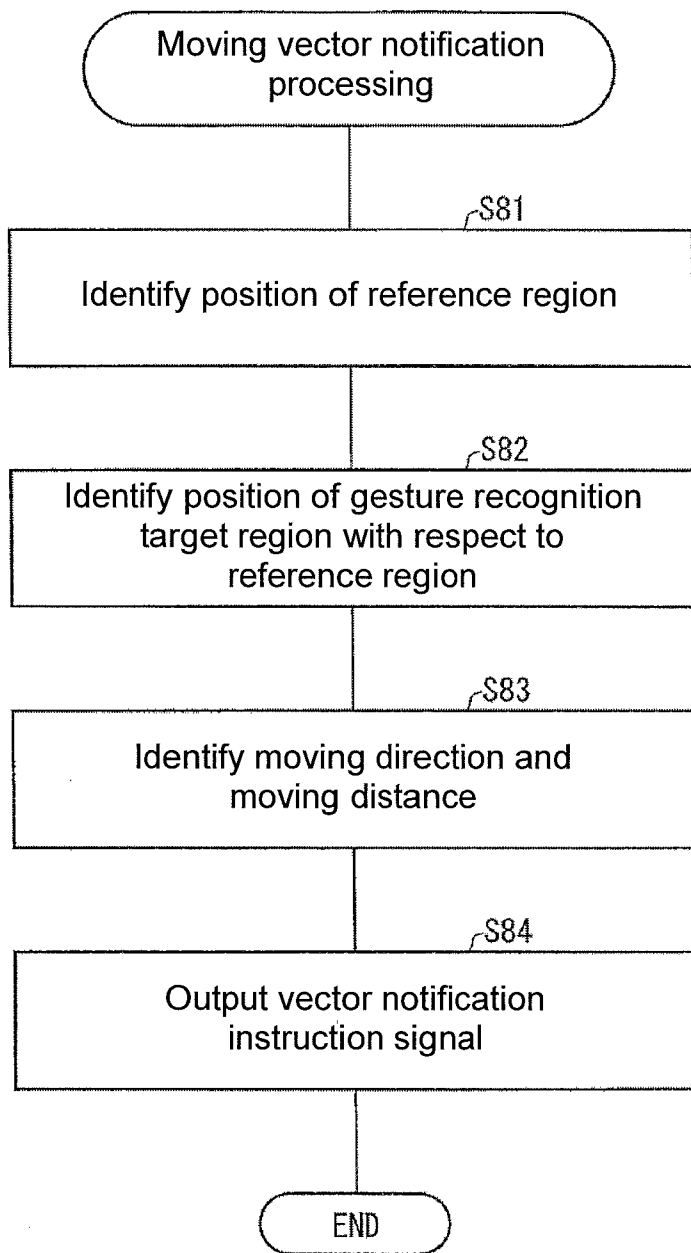 Moving vector notification
processing
S81
Identify position of reference region
S82
Identify position of gesture recognition
target region with respect to
reference region
S83
Identify moving direction and
moving distance
S84
Output vector notification
instruction signal
END